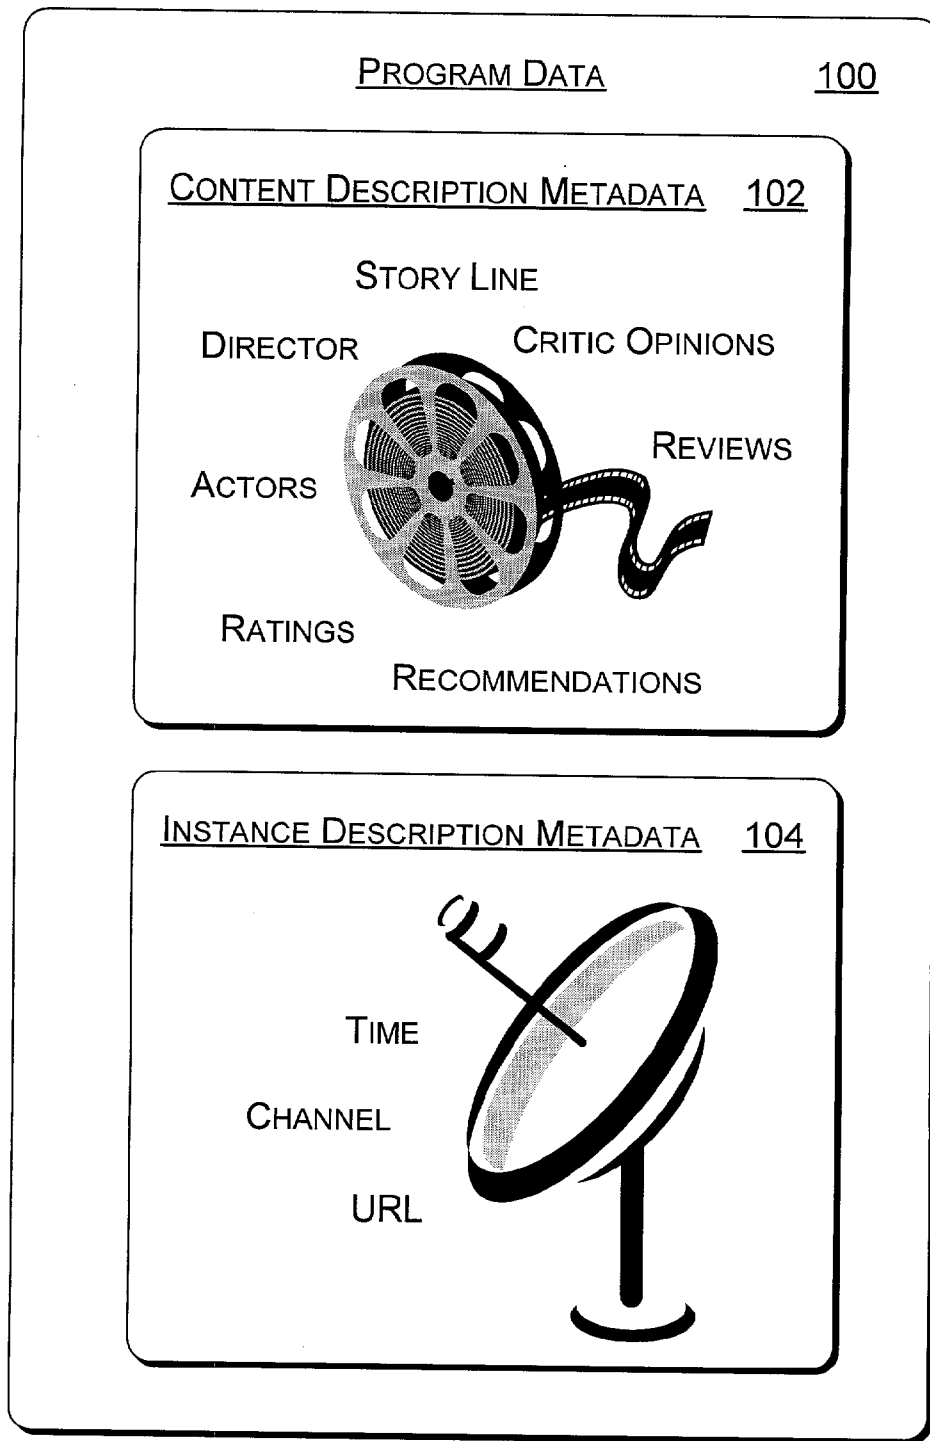 PROGRAM DATA 100
CONTENT DESCRIPTION METADATA 102
STORY LINE
DIRECTOR
CRITIC OPINIONS
REVIEWS
ACTORS
RATINGS
RECOMMENDATIONS
INSTANCE DESCRIPTION METADATA 104
TIME
CHANNEL
URL